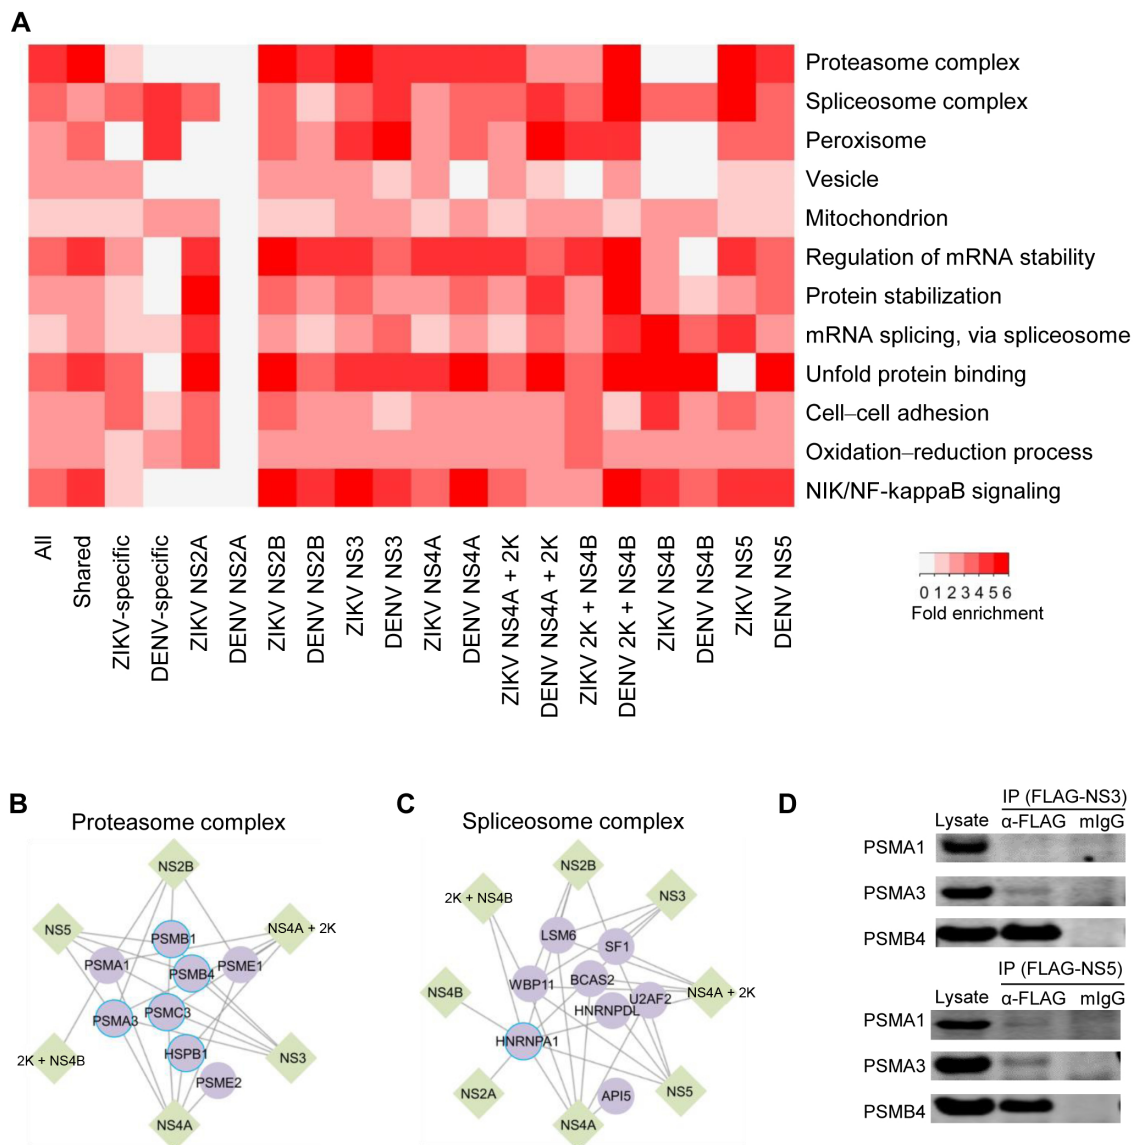 A
Proteasome complex
Spliceosome complex
Peroxisome
Vesicle
Mitochondrion
Regulation of mRNA stability
Protein stabilization
mRNA splicing, via spliceosome
Unfold protein binding
Cell–cell adhesion
Oxidation–reduction process
NIK/NF-kappaB signaling
All
Shared
ZIKV-specific
DENV-specific
ZIKV NS2A
DENV NS2A
ZIKV NS2B
DENV NS2B
ZIKV NS3
DENV NS3
ZIKV NS4A
DENV NS4A
ZIKV NS4A + 2K
DENV NS4A + 2K
ZIKV 2K + NS4B
DENV 2K + NS4B
ZIKV NS4B
DENV NS4B
ZIKV NS5
DENV NS5
0 1 2 3 4 5 6
Fold enrichment
B
Proteasome complex
NS2B
NS5
NS4A + 2K
PSMB1
PSMA1
PSMB4
PSME1
PSMA3
PSMC3
HSPB1
2K + NS4B
NS3
PSME2
NS4A
C
Spliceosome complex
NS2B
2K + NS4B
NS3
LSM6
SF1
NS4B
WBP11
BCAS2
NS4A + 2K
U2AF2
HNRNPDL
HNRNPA1
NS2A
API5
NS5
NS4A
D
IP (FLAG-NS3)
Lysate α-FLAG mIgG
PSMA1
PSMA3
PSMB4
IP (FLAG-NS5)
Lysate α-FLAG mIgG
PSMA1
PSMA3
PSMB4